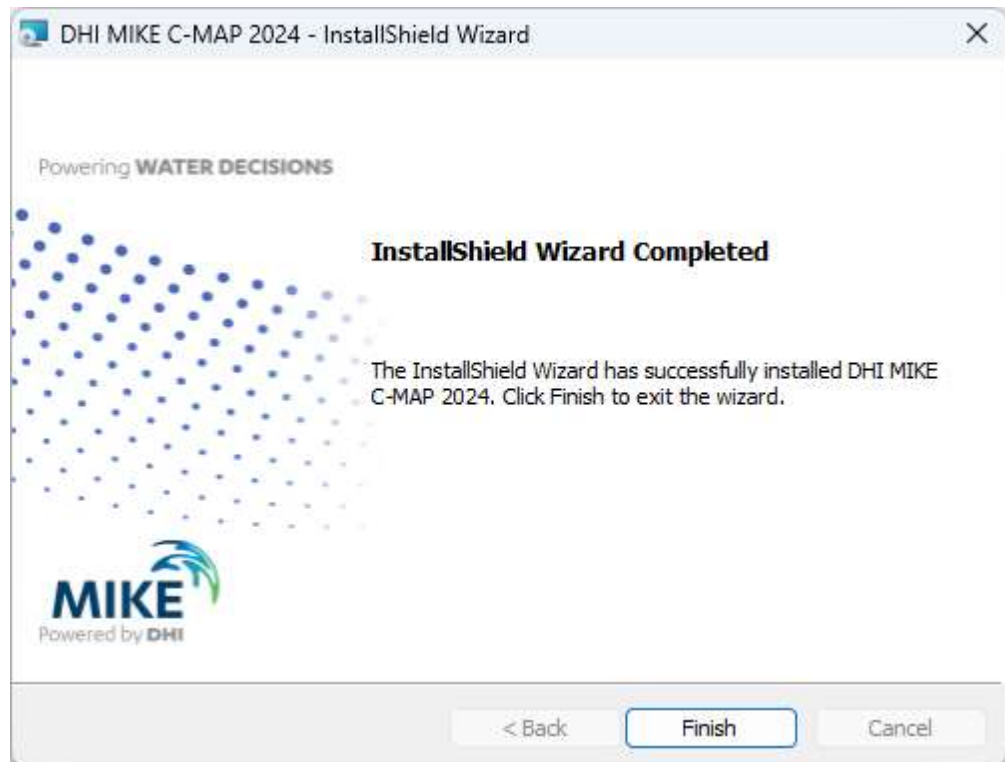 DHI MIKE C-MAP 2024 - InstallShield Wizard
Powering WATER DECISIONS
InstallShield Wizard Completed
The InstallShield Wizard has successfully installed DHI MIKE
C-MAP 2024. Click Finish to exit the wizard.
MIKE
Powered by DHI
< Back
Finish
Cancel